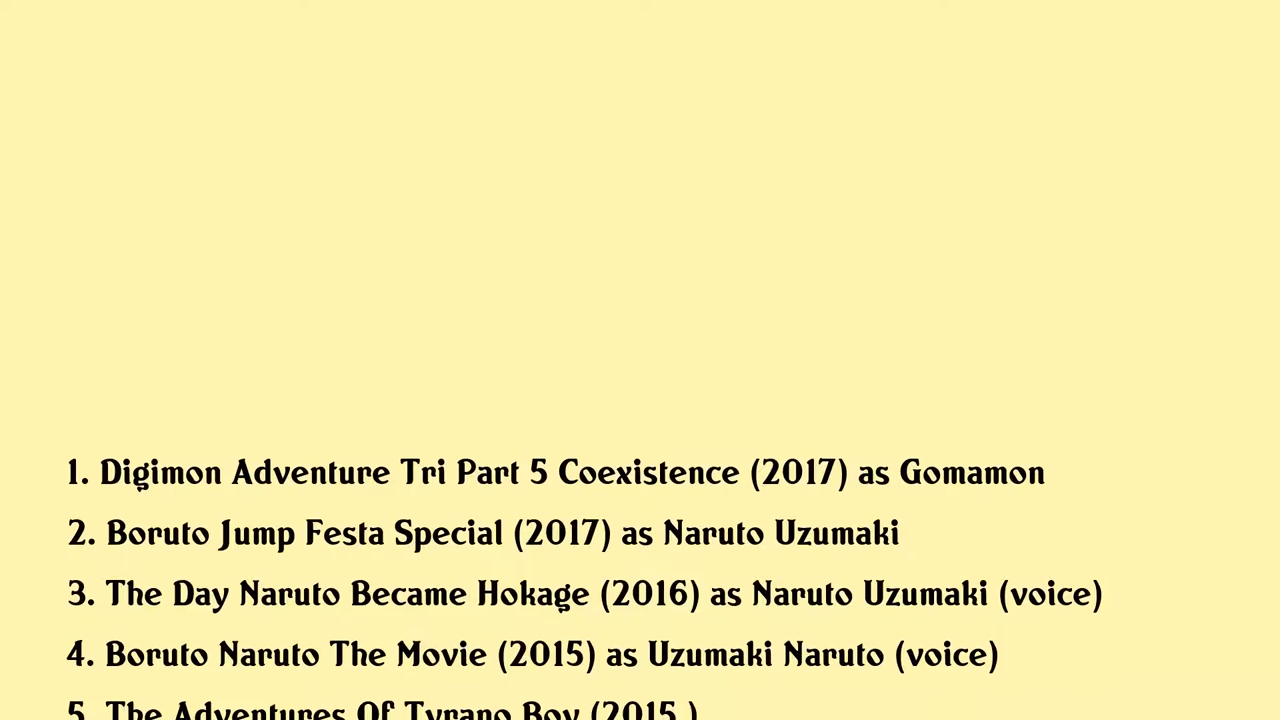 1. Digimon Adventure Tri Part 5 Coexistence (2017) as Gomamon
2. Boruto Jump Festa Special (2017) as Naruto Uzumaki
3. The Day Naruto Became Hokage (2016) as Naruto Uzumaki (voice)
4. Boruto Naruto The Movie (2015) as Uzumaki Naruto (voice)
5. The Adventures Of Tyrano Boy (2015 )